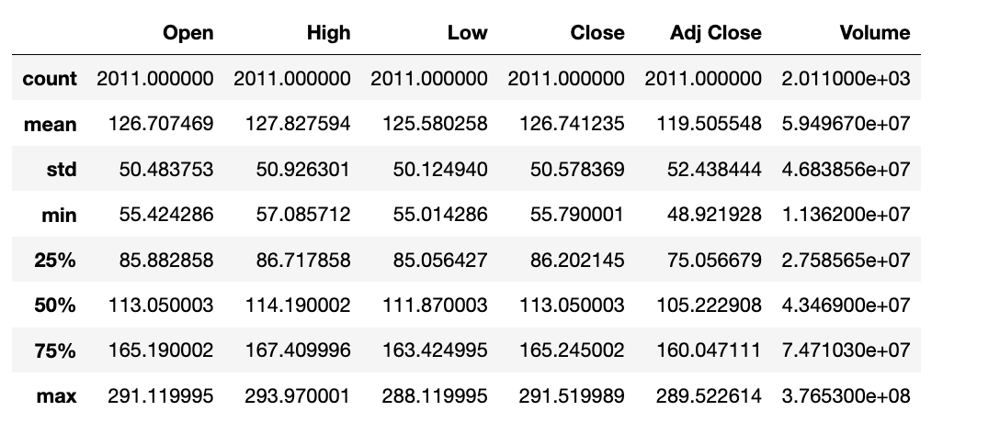 Open High Low Close Adj Close Volume
count 2011.000000 2011.000000 2011.000000 2011.000000 2011.000000 2.011000e+03
mean 126.707469 127.827594 125.580258 126.741235 119.505548 5.949670e+07
std 50.483753 50.926301 50.124940 50.578369 52.438444 4.683856e+07
min 55.424286 57.085712 55.014286 55.790001 48.921928 1.136200e+07
25% 85.882858 86.717858 85.056427 86.202145 75.056679 2.758565e+07
50% 113.050003 114.190002 111.870003 113.050003 105.222908 4.346900e+07
75% 165.190002 167.409996 163.424995 165.245002 160.047111 7.471030e+07
max 291.119995 293.970001 288.119995 291.519989 289.522614 3.765300e+08